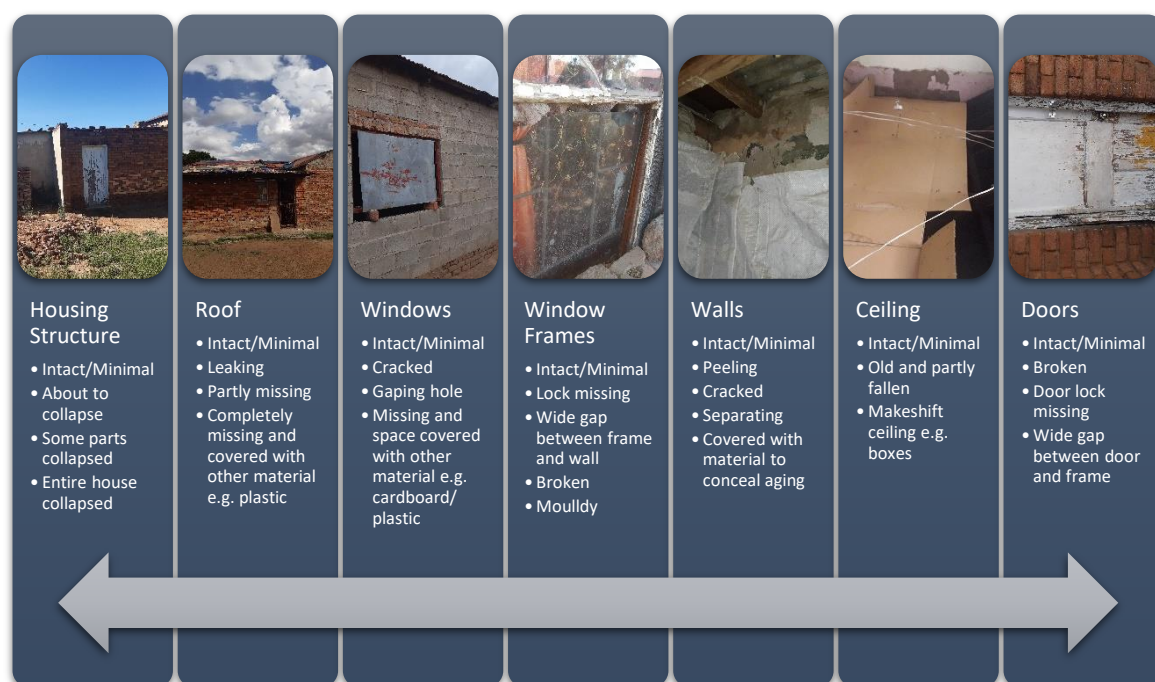 Housing
Structure
• Intact/Minimal
• About to
collapse
• Some parts
collapsed
• Entire house
collapsed
Roof
• Intact/Minimal
• Leaking
• Partly missing
• Completely
missing and
covered with
other material
e.g. plastic
Windows
• Intact/Minimal
• Cracked
• Gaping hole
• Missing and
space covered
with other
material e.g.
cardboard/
plastic
Window
Frames
• Intact/Minimal
• Lock missing
• Wide gap
between frame
and wall
• Broken
• Moulldy
Walls
• Intact/Minimal
• Peeling
• Cracked
• Separating
• Covered with
material to
conceal aging
Ceiling
• Intact/Minimal
• Old and partly
fallen
• Makeshift
ceiling e.g.
boxes
Doors
• Intact/Minimal
• Broken
• Door lock
missing
• Wide gap
between door
and frame